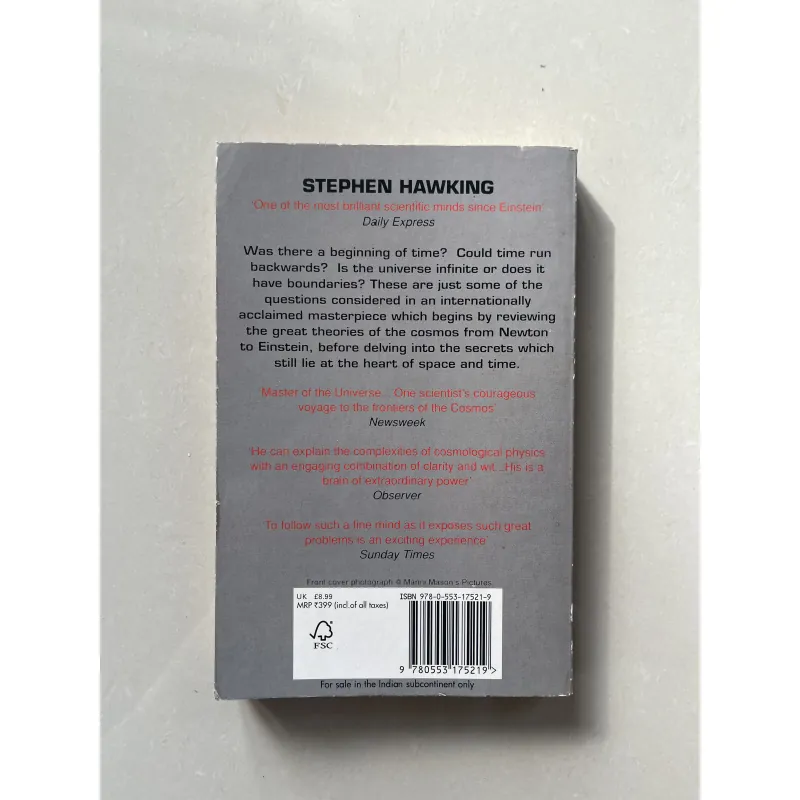 STEPHEN HAWKING
'One of the most brilliant scientific minds since Einstein'
Daily Express
Was there a beginning of time? Could time run
backwards? Is the universe infinite or does it
have boundaries? These are just some of the
questions considered in an internationally
acclaimed masterpiece which begins by reviewing
the great theories of the cosmos from Newton
to Einstein, before delving into the secrets which
still lie at the heart of space and time.
'Master of the Universe... One scientist's courageous
voyage to the frontiers of the Cosmos'
Newsweek
'He can explain the complexities of cosmological physics
with an engaging combination of clarity and wit...His is a
brain of extraordinary power'
Observer
'To follow such a fine mind as it exposes such great
problems is an exciting experience'
Sunday Times
Front cover photograph © Manni Mason's Pictures
UK £8.99
MRP ₹399 (incl.of all taxes)
ISBN 978-0-553-17521-9
FSC
9 780553 175219>
For sale in the Indian subcontinent only